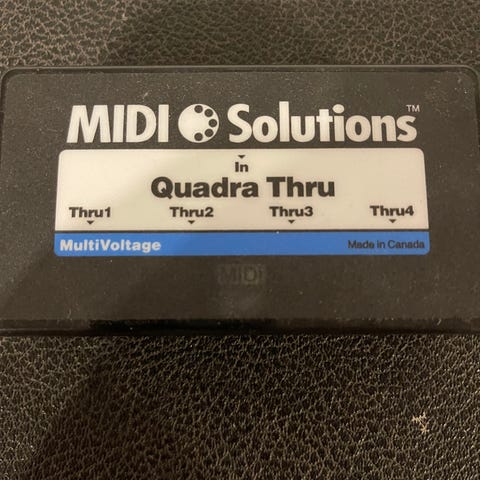 MIDI Solutions™
In
Quadra Thru
Thru1 Thru2 Thru3 Thru4
MultiVoltage Made in Canada
MIDI